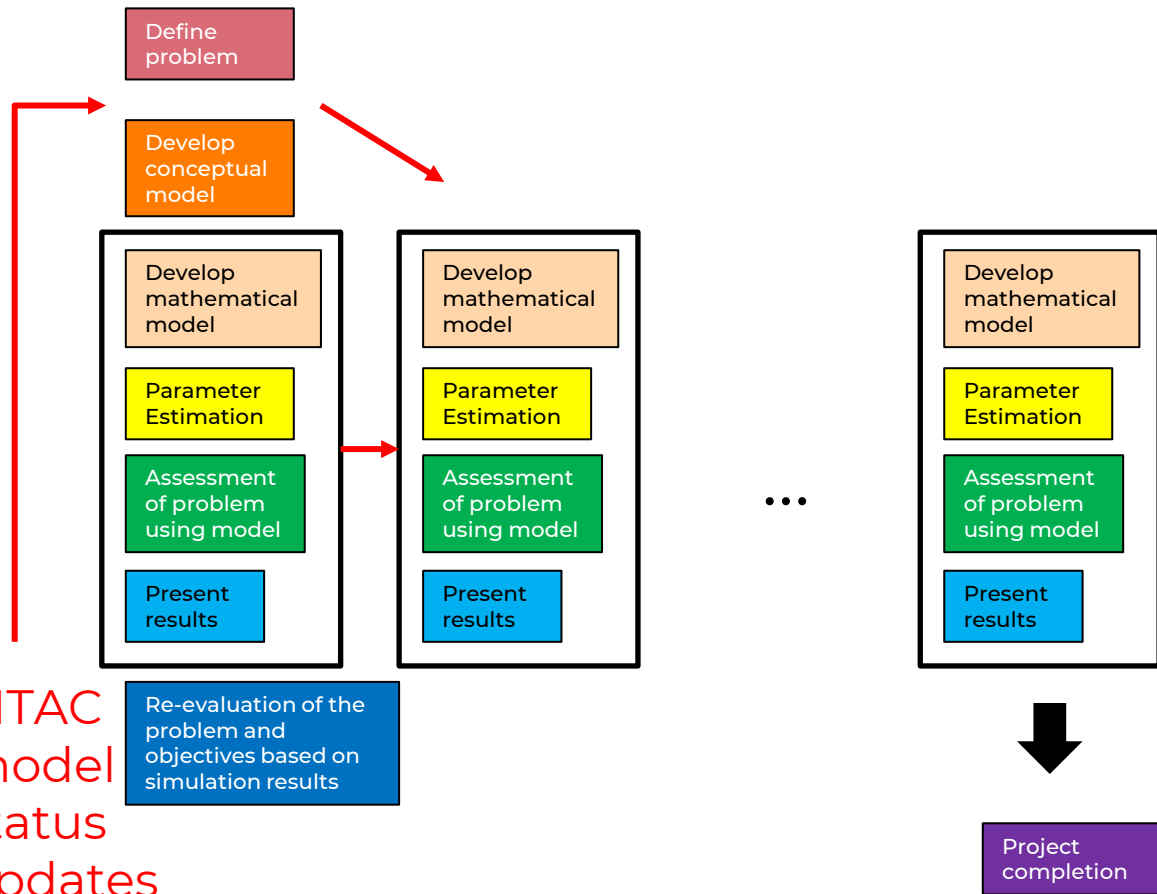 Define
problem
Develop
conceptual
model
Develop
mathematical
model
Parameter
Estimation
Assessment
of problem
using model
Present
results
Develop
mathematical
model
Parameter
Estimation
Assessment
of problem
using model
Present
results
...
Develop
mathematical
model
Parameter
Estimation
Assessment
of problem
using model
Present
results
Re-evaluation of the
problem and
objectives based on
simulation results
Project
completion